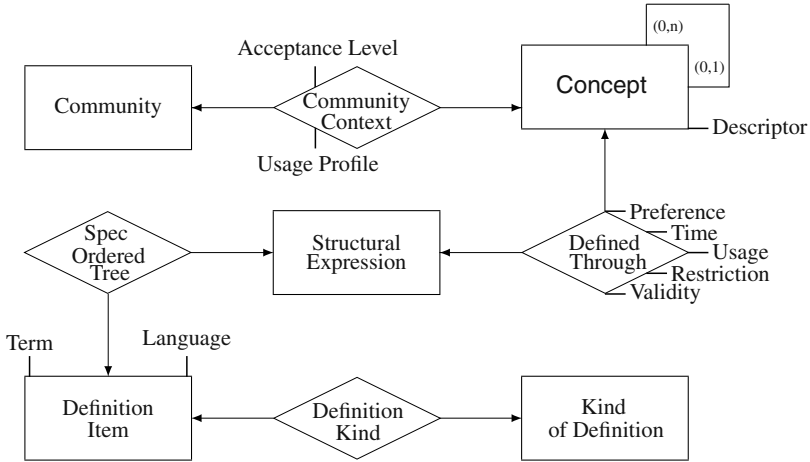 (0,n)
Acceptance Level
(0,1)
Community
Community
Context
Concept
Descriptor
Usage Profile
Preference
Spec
Ordered
Tree
Structural
Expression
Defined
Through
Time
Usage
Restriction
Validity
Term
Language
Definition
Item
Definition
Kind
Kind
of Definition